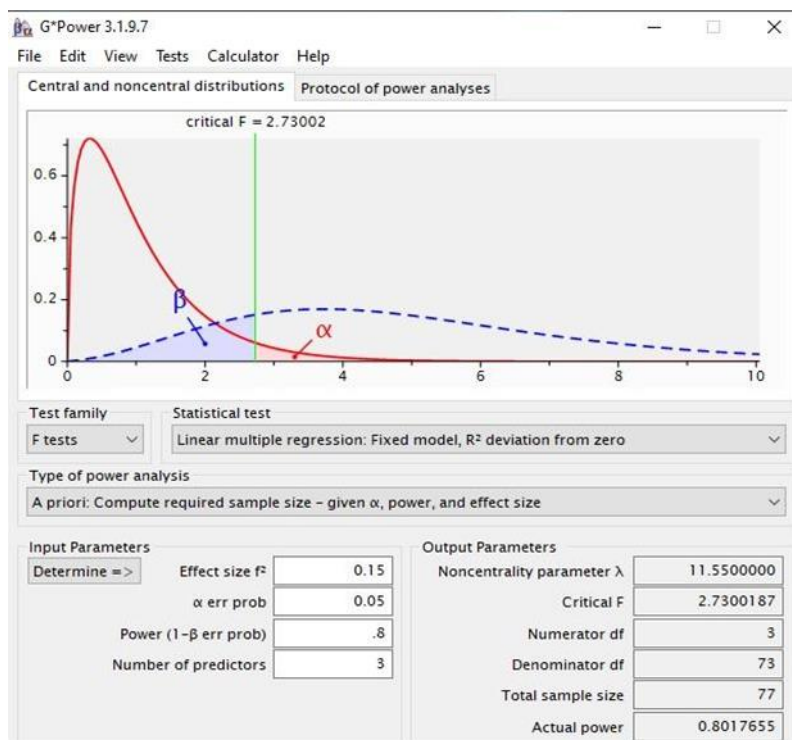 G*Power 3.1.9.7
File Edit View Tests Calculator Help
Central and noncentral distributions Protocol of power analyses
critical F = 2.73002
0.6
0.4
0.2
0
β
α
0 2 4 6 8 10
Test family Statistical test
F tests Linear multiple regression: Fixed model, R² deviation from zero
Type of power analysis
A priori: Compute required sample size – given α, power, and effect size
Input Parameters Output Parameters
Determine => Effect size f² 0.15 Noncentrality parameter λ 11.5500000
α err prob 0.05 Critical F 2.7300187
Power (1-β err prob) .8 Numerator df 3
Number of predictors 3 Denominator df 73
Total sample size 77
Actual power 0.8017655